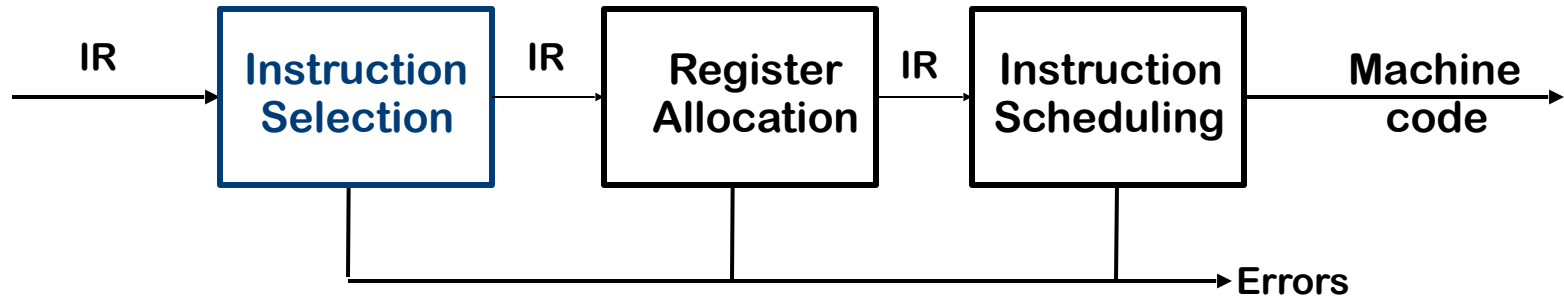 IR
Instruction
Selection
IR
Register
Allocation
IR
Instruction
Scheduling
Machine
code
Errors